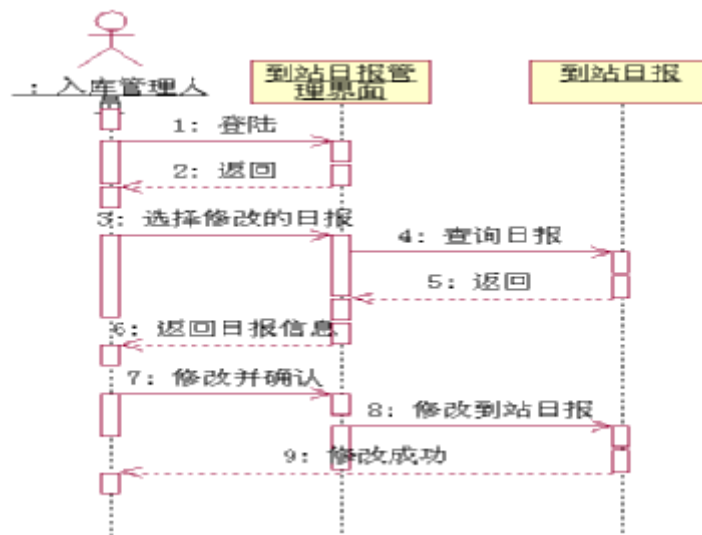 : 入库管理人
员
到站日报管
理界面
到站日报
1: 登陆
2: 返回
3: 选择修改的日报
4: 查询日报
5: 返回
6: 返回日报信息
7: 修改并确认
8: 修改到站日报
9: 修改成功